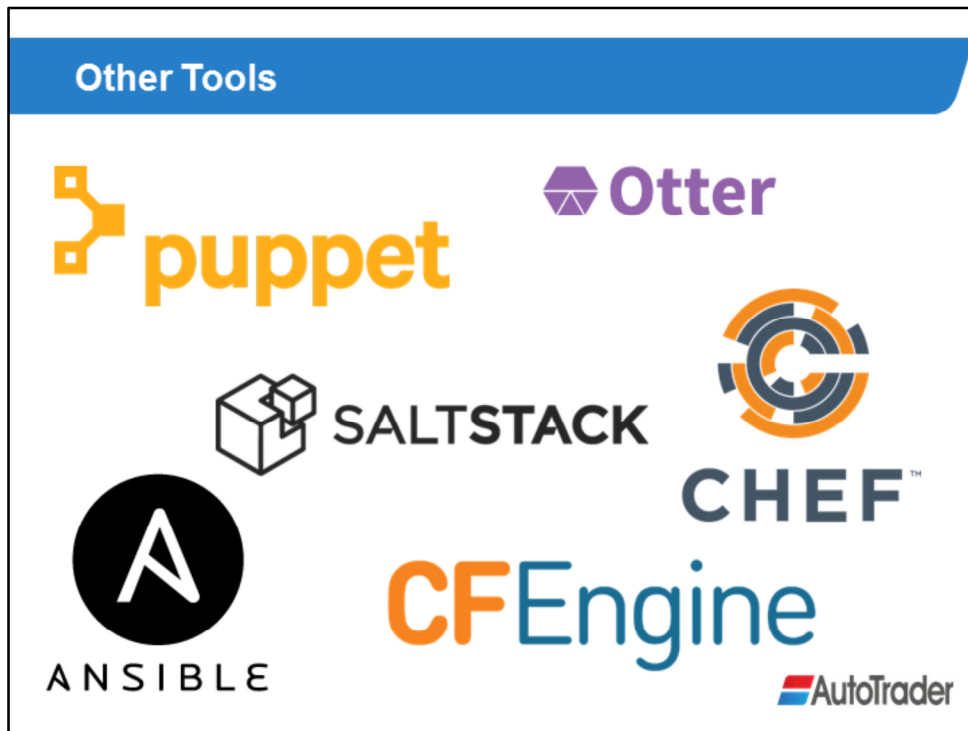 Other Tools
puppet
Otter
SALTSTACK
CHEF™
ANSIBLE
CFEngine
AutoTrader